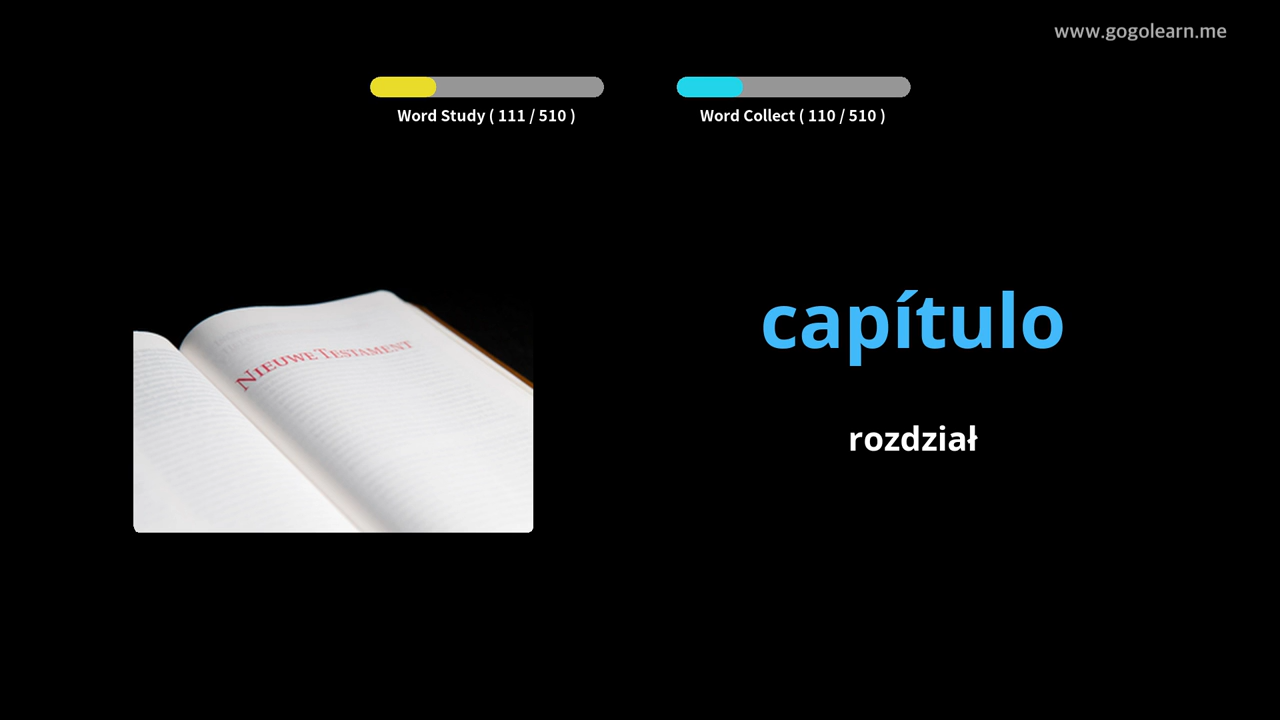 www.gogolearn.me
Word Study ( 111 / 510 )
Word Collect ( 110 / 510 )
NIEUWE TESTAMENT
capítulo
rozdział